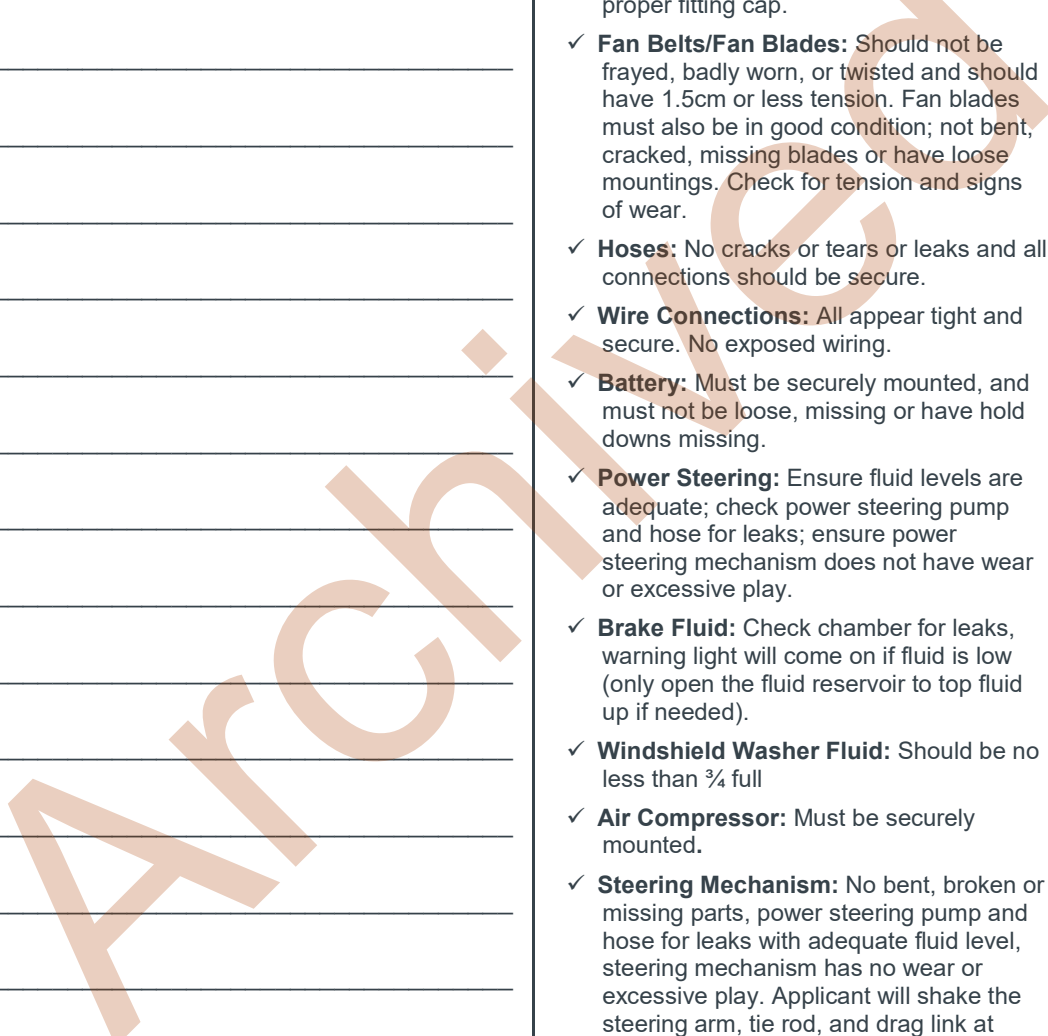 proper fitting cap.
✓ Fan Belts/Fan Blades: Should not be
frayed, badly worn, or twisted and should
have 1.5cm or less tension. Fan blades
must also be in good condition; not bent,
cracked, missing blades or have loose
mountings. Check for tension and signs
of wear.
✓ Hoses: No cracks or tears or leaks and all
connections should be secure.
✓ Wire Connections: All appear tight and
secure. No exposed wiring.
✓ Battery: Must be securely mounted, and
must not be loose, missing or have hold
downs missing.
✓ Power Steering: Ensure fluid levels are
adequate; check power steering pump
and hose for leaks; ensure power
steering mechanism does not have wear
or excessive play.
✓ Brake Fluid: Check chamber for leaks,
warning light will come on if fluid is low
(only open the fluid reservoir to top fluid
up if needed).
✓ Windshield Washer Fluid: Should be no
less than ¾ full
✓ Air Compressor: Must be securely
mounted.
✓ Steering Mechanism: No bent, broken or
missing parts, power steering pump and
hose for leaks with adequate fluid level,
steering mechanism has no wear or
excessive play. Applicant will shake the
steering arm, tie rod, and drag link at
Archived